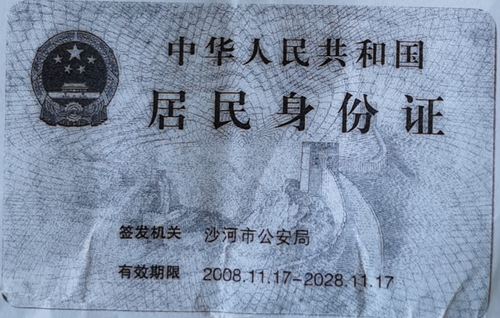 中华人民共和国
居民身份证
签发机关 沙河市公安局
有效期限 2008.11.17-2028.11.17